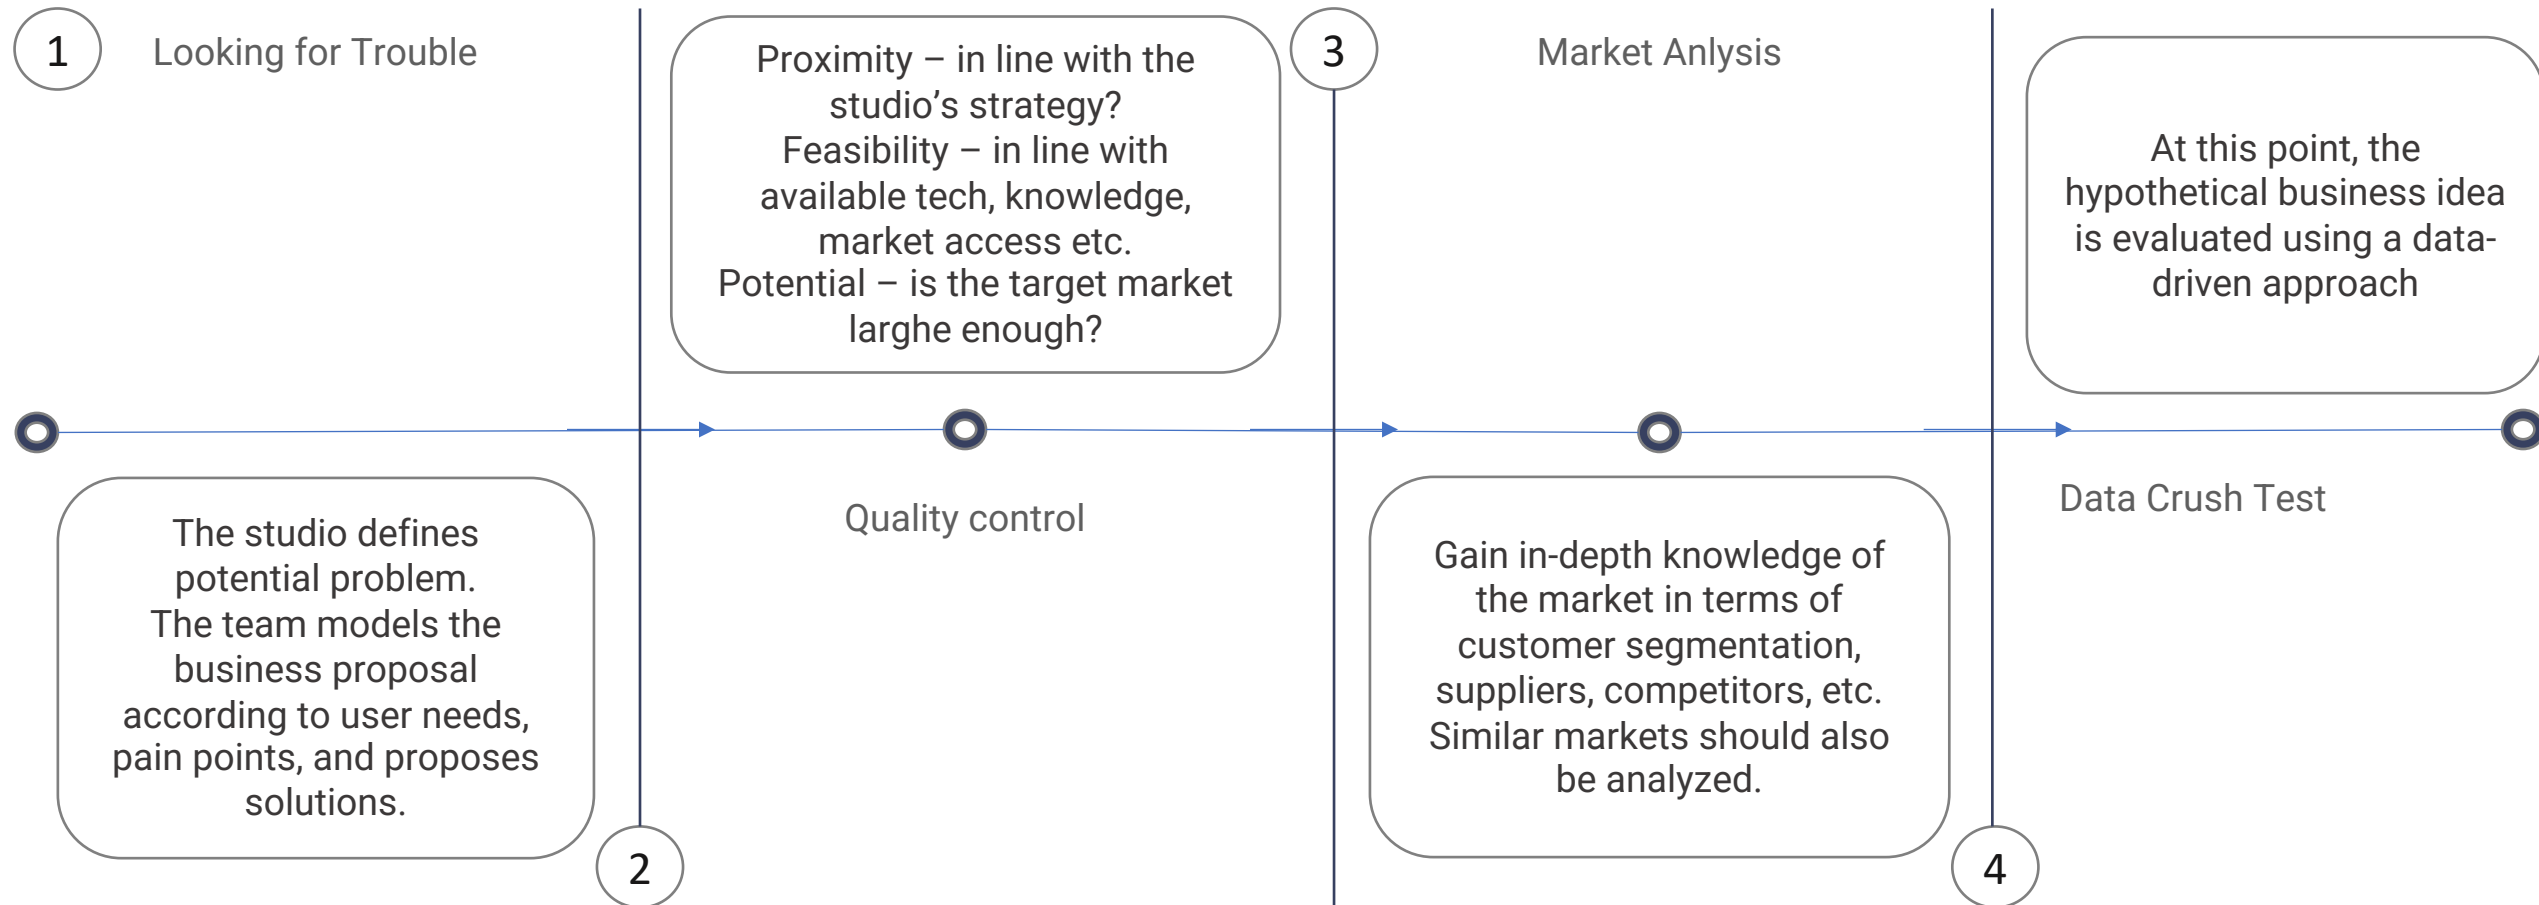 1
Looking for Trouble
The studio defines
potential problem.
The team models the
business proposal
according to user needs,
pain points, and proposes
solutions.
2
Proximity – in line with the
studio’s strategy?
Feasibility – in line with
available tech, knowledge,
market access etc.
Potential – is the target market
larghe enough?
Quality control
3
Market Anlysis
Gain in-depth knowledge of
the market in terms of
customer segmentation,
suppliers, competitors, etc.
Similar markets should also
be analyzed.
4
At this point, the
hypothetical business idea
is evaluated using a data-
driven approach
Data Crush Test